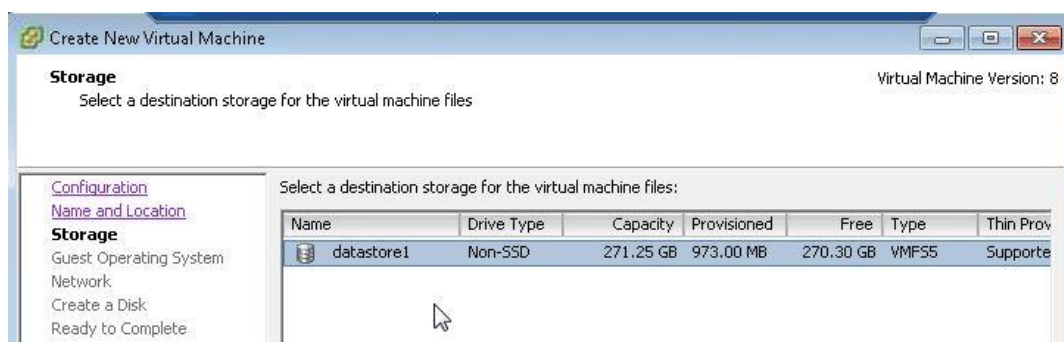 Create New Virtual Machine
Storage
Virtual Machine Version: 8
Select a destination storage for the virtual machine files
Configuration
Name and Location
Storage
Guest Operating System
Network
Create a Disk
Ready to Complete
Select a destination storage for the virtual machine files:
Name Drive Type Capacity Provisioned Free Type Thin Prov
datastore1 Non-SSD 271.25 GB 973.00 MB 270.30 GB VMFS5 Supporte